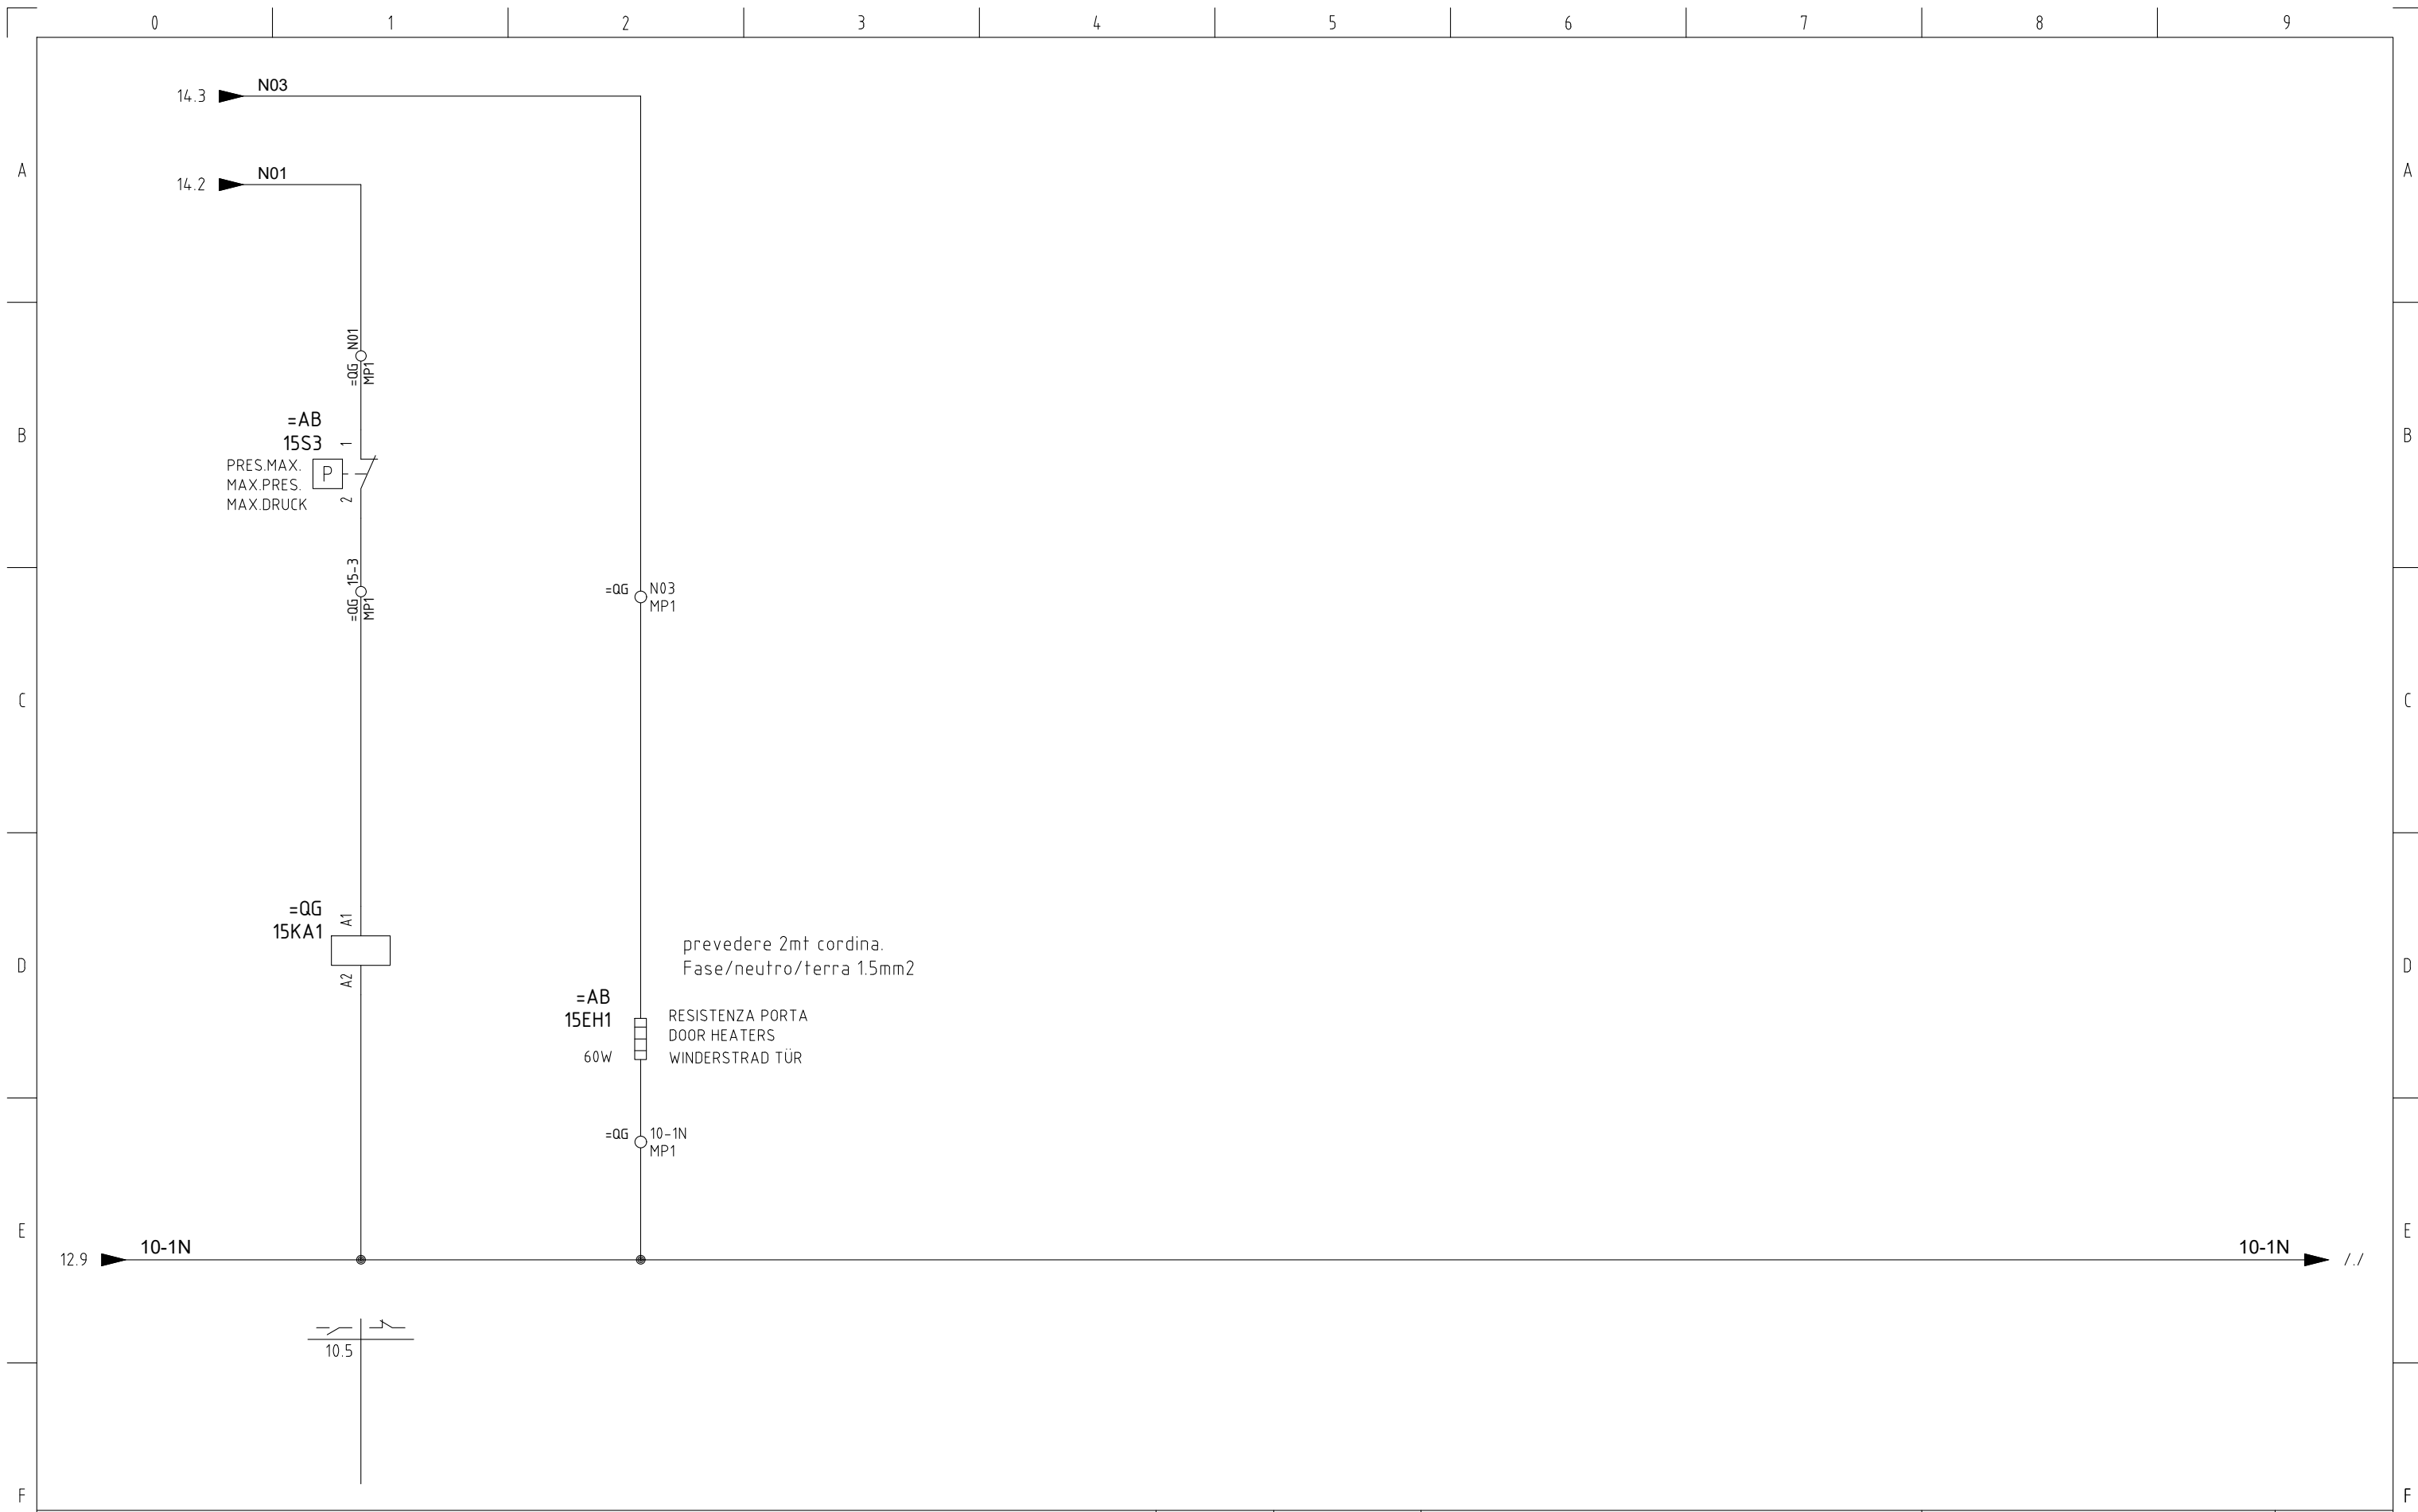 0 1 2 3 4 5 6 7 8 9
14.3 N03
A A
14.2 N01
N01
=QG
MP1
=AB
B B
15S3
1
PRES.MAX.
MAX.PRES.
MAX.DRUCK
P
2
15-3
=QG
MP1
=QG N03
MP1
C C
=QG
15KA1
A1
A2
prevedere 2mt cordina.
Fase/neutro/terra 1.5mm2
D D
=AB
15EH1
60W
RESISTENZA PORTA
DOOR HEATERS
WINDERSTRAD TÜR
=QG 10-1N
MP1
E E
12.9 10-1N
10-1N /./
10.5
F F